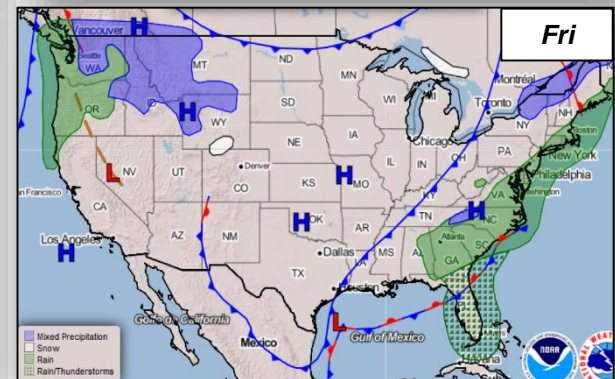 Fri
Vancouver
H
Seattle
WA
MT
ND
MN
Montréal
OR
ID
H
WY
SD
WI
MI
Toronto
NH
NY
Boston
IA
Chicago
NE
PA
New York
L
NV
UT
Denver
CO
KS
H
MO
IL
IN
OH
Philadelphia
KY
VA
Washington
an Francisco
CA
AZ
NM
H
OK
AR
TN
H
NC
Los Angeles
H
Dallas
MS
Atlanta
SC
GA
TX
Houston
L
Golfo de California
Mexico
Gulf of Mexico
Havana
Mixed Precipitation
Snow
Rain
Rain/Thunderstorms
NOAA